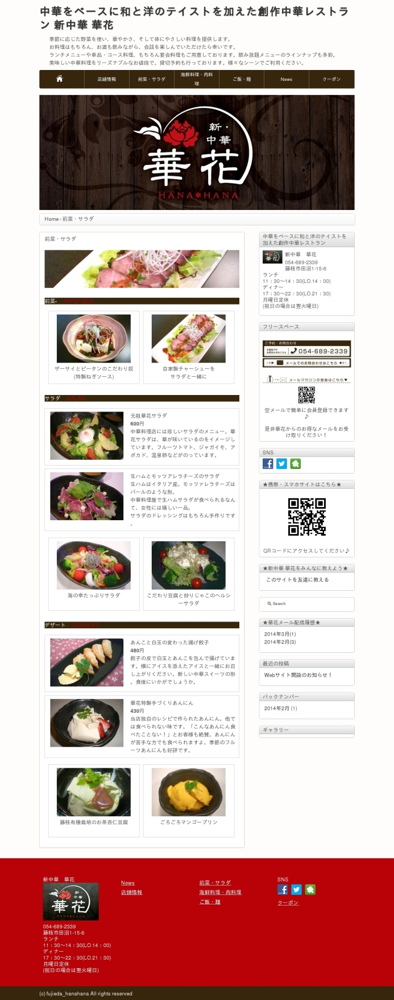 中華をベースに和と洋のテイストを加えた創作中華レストラ
ン 新中華 華花
季節に応じた野菜を使い、華やかさ、そして体にやさしい料理を提供します。
お料理はもちろん、お酒も飲みながら、会話を楽しんでいただけたら幸いです。
ランチメニューや単品・コース料理、もちろん宴会料理もご用意しております。飲み放題メニューのラインナップも多彩。
美味しい中華料理をリーズナブルなお値段で。貸切予約も行っております。様々なシーンでご利用ください。
店舗情報
前菜・サラダ
海鮮料理・肉料
理
ご飯・麺
News
クーポン
新・
中華
華花
HANA*HANA
Home › 前菜・サラダ
前菜・サラダ
前菜- APPETIZER
ザーサイとピータンのこだわり奴
(特製ねぎソース)
自家製チャーシューを
サラダと一緒に
サラダ SALAD
元祖華花サラダ
600円
中華料理店には珍しいサラダのメニュー。華
花サラダは、華が咲いているのをイメージし
ています。フルーツトマト、ジャガイモ、ア
ボカド、温泉卵などがのっています。
生ハムとモッツアレラチーズのサラダ
生ハムはイタリア産。モッツァレラチーズは
パールのような形。
中華料理屋で生ハムサラダが食べられるなん
て、女性には嬉しい一品。
サラダのドレッシングはもちろん手作りです
。
海の幸たっぷりサラダ
こだわり豆腐と炒りじゃこのヘルシ
ーサラダ
デザート DESSERT
あんこと白玉の変わった揚げ餃子
480円
餃子の皮で白玉とあんこを包んで揚げていま
す。横にアイスを添えたアイスと一緒にお召
し上がりください。新しい中華スイーツの形
。食後にいかがでしょうか。
華花特製手づくりあんにん
430円
当店独自のレシピで作られたあんにん。他で
は食べられない味です。「こんなあんにん食
べたことない！」とお客様も絶賛。あんにん
が苦手な方でも食べられますよ。季節のフル
ーツあんにんも好評です。
藤枝有機栽培のお茶杏仁豆腐
ごろごろマンゴープリン
中華をベースに和と洋のテイストを
加えた創作中華レストラン
華花
新中華　華花
054-689-2339
藤枝市田沼1-15-6
ランチ
11：30〜14：30(LO.14：00)
ディナー
17：30〜22：30(LO.21：30)
月曜日定休
(祝日の場合は翌火曜日)
フリースペース
ご予約・お問合わせ
お電話での
お問合わせはこちら
054-689-2339
メールでのお問合わせはこちら
メールマガジンの登録はこちら▼
空メールで簡単に会員登録できます
♪
是非華花からのお得なメールをお受
け取りください！
SNS
★携帯・スマホサイトはこちら★
QRコードにアクセスしてください♪
★新中華 華花をみんなに教えよう★
このサイトを友達に教える
Search
★華花メール配信履歴★
2014年3月(1)
2014年2月(3)
最近の投稿
Webサイト開設のお知らせ！
バックナンバー
2014年2月 (1)
ギャラリー
新中華　華花
新・
中華
華花
HANA*HANA
054-689-2339
藤枝市田沼1-15-6
ランチ
11：30〜14：30(LO.14：00)
ディナー
17：30〜22：30(LO.21：30)
月曜日定休
(祝日の場合は翌火曜日)
News
店舗情報
前菜・サラダ
海鮮料理・肉料理
ご飯・麺
SNS
クーポン
(c) fujieda_hanahana All rights reserved